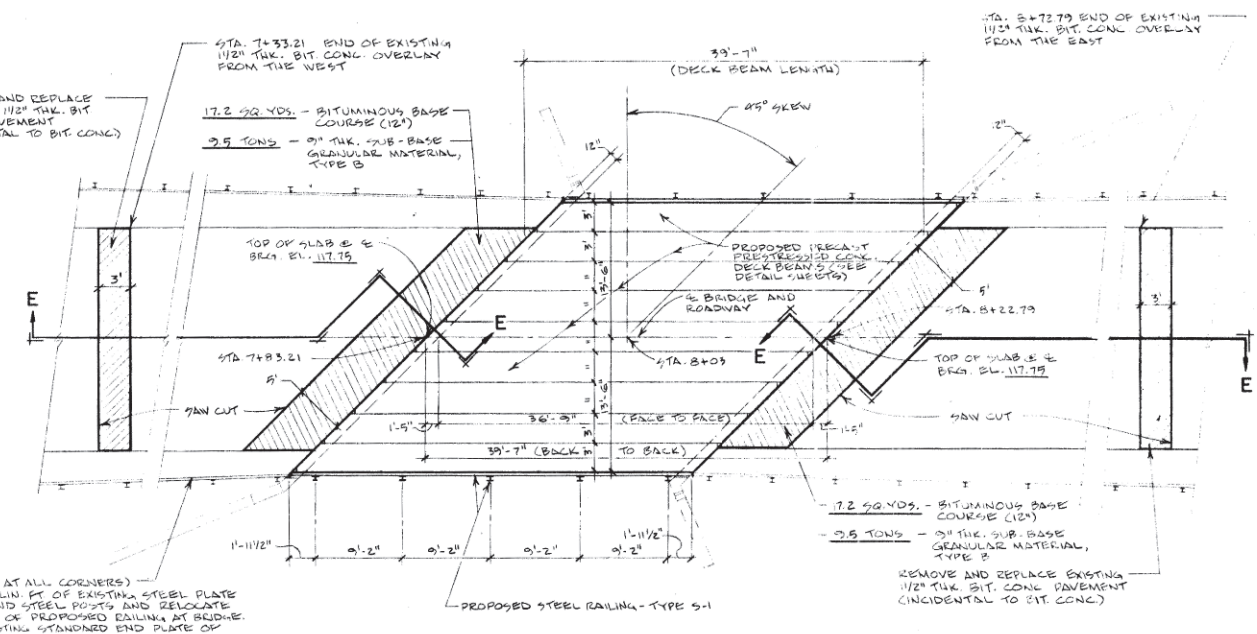 STA. 7+33.21 END OF EXISTING
1 1/2" THK. BIT. CONC. OVERLAY
FROM THE WEST
STA. 8+72.79 END OF EXISTING
1 1/2" THK. BIT. CONC OVERLAY
FROM THE EAST
39'-7"
(DECK BEAM LENGTH)
AND REPLACE
1 1/2" THK. BIT
VEMENT
TAL TO BIT. CONC.)
17.2 SQ. YDS. - BITUMINOUS BASE
COURSE (12")
9.5 TONS - 9" THK. SUB-BASE
GRANULAR MATERIAL,
TYPE B
45° SKEW
12"
12"
TOP OF SLAB @ ℄
BRG. EL. 117.75
PROPOSED PRECAST
PRESTRESSED CONC.
DECK BEAMS (SEE
DETAIL SHEETS)
3'
3'
13'-6"
3'
5'
3'
E
E
℄ BRIDGE AND
ROADWAY
STA. 8+22.79
STA 7+83.21
STA. 8+03
E
TOP OF SLAB @ ℄
BRG. EL. 117.75
E
5'
SAW CUT
13'-6"
SAW CUT
36'-9" (FACE TO FACE)
1'-5"
1'-5"
3'
39'-7" (BACK TO BACK)
3'
17.2 SQ. YDS. - BITUMINOUS BASE
COURSE (12")
9.5 TONS - 9" THK. SUB-BASE
GRANULAR MATERIAL,
TYPE B
1'-11 1/2"
9'-2"
9'-2"
9'-2"
9'-2"
1'-11 1/2"
REMOVE AND REPLACE EXISTING
1 1/2" THK. BIT. CONC PAVEMENT
(INCIDENTAL TO BIT. CONC.)
AT ALL CORNERS)
LIN. FT OF EXISTING STEEL PLATE
ND STEEL POSTS AND RELOCATE
OF PROPOSED RAILING AT BRIDGE.
STING STANDARD END PLATE OF
PROPOSED STEEL RAILING - TYPE S-1